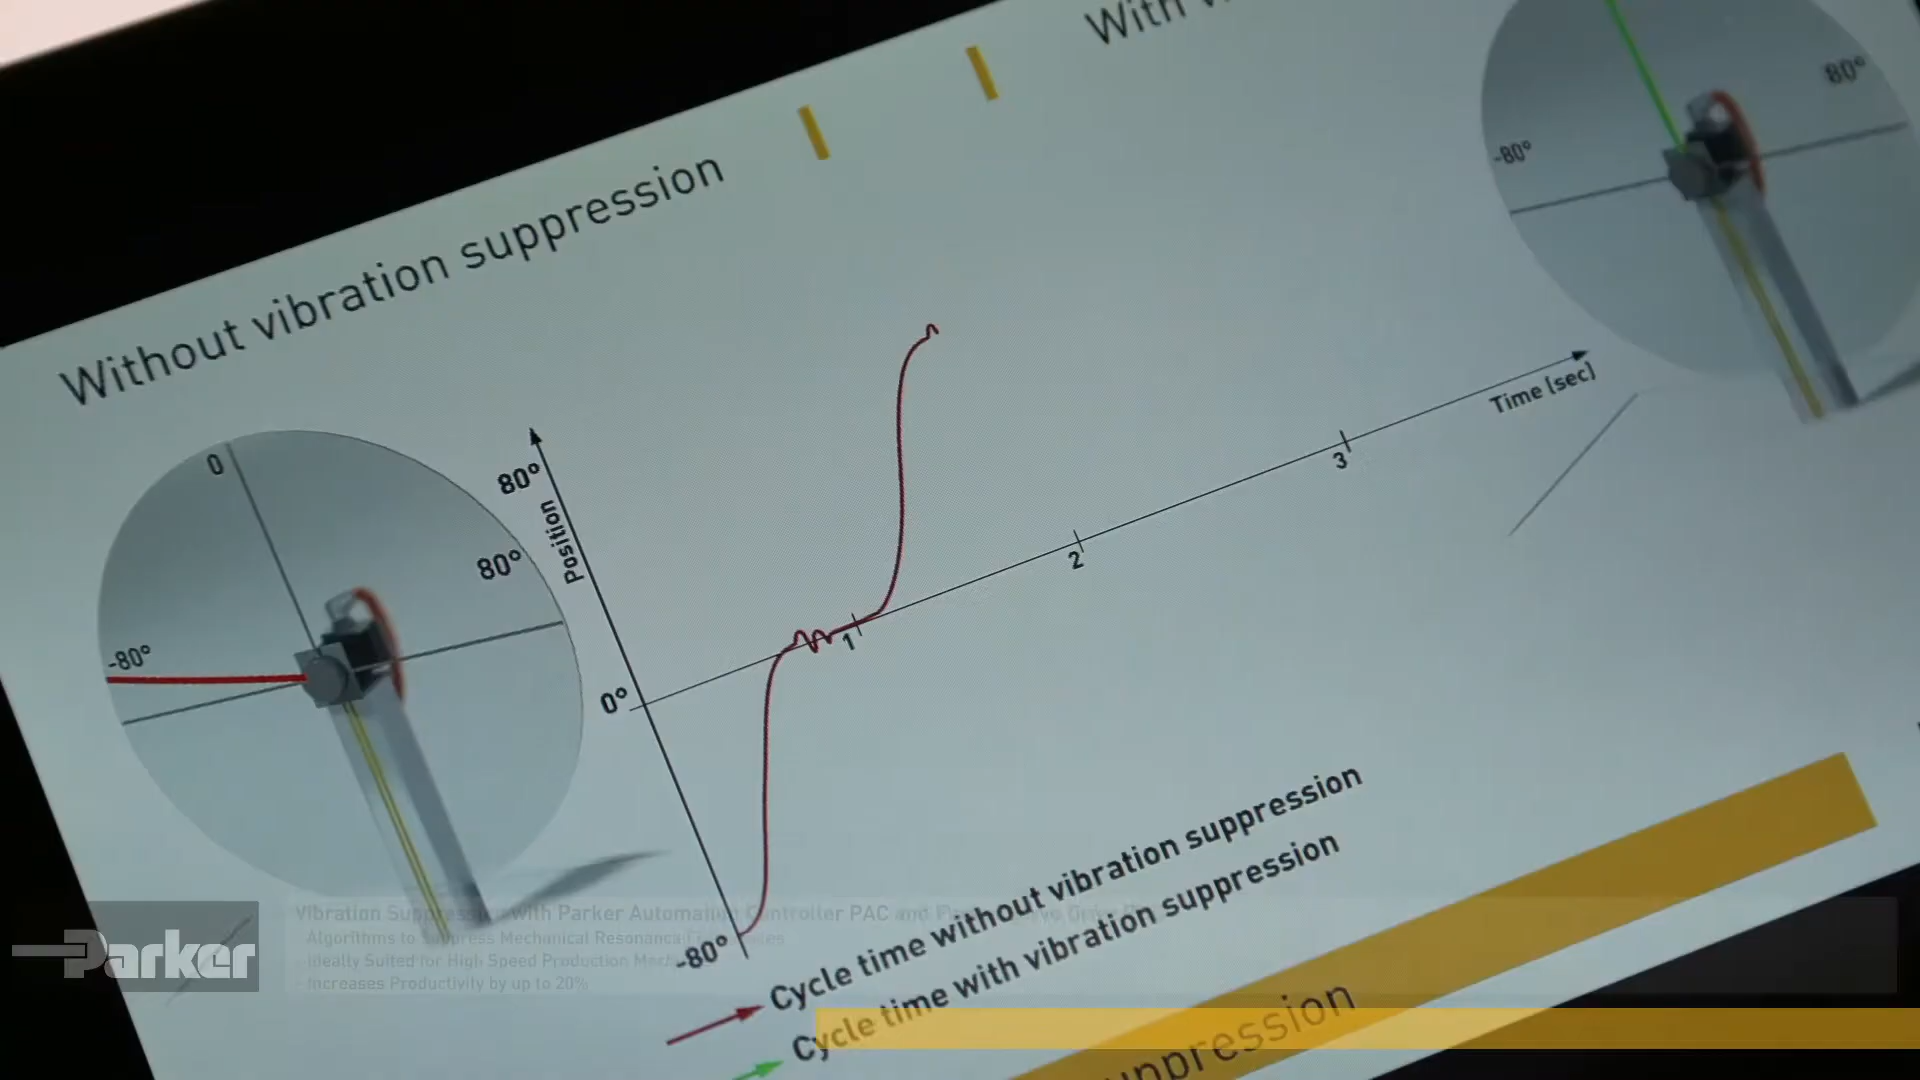 With
Without vibration suppression
80°
-80°
0
80°
-80°
80°
Position
0°
-80°
1
2
3
Time (sec)
Cycle time without vibration suppression
Cycle time with vibration suppression
Parker
Vibration Suppression with Parker Automation Controller PAC and
Algorithms to Suppress Mechanical Resonance
Ideally Suited for High Speed Production
- Increases Productivity by up to 20%
suppression